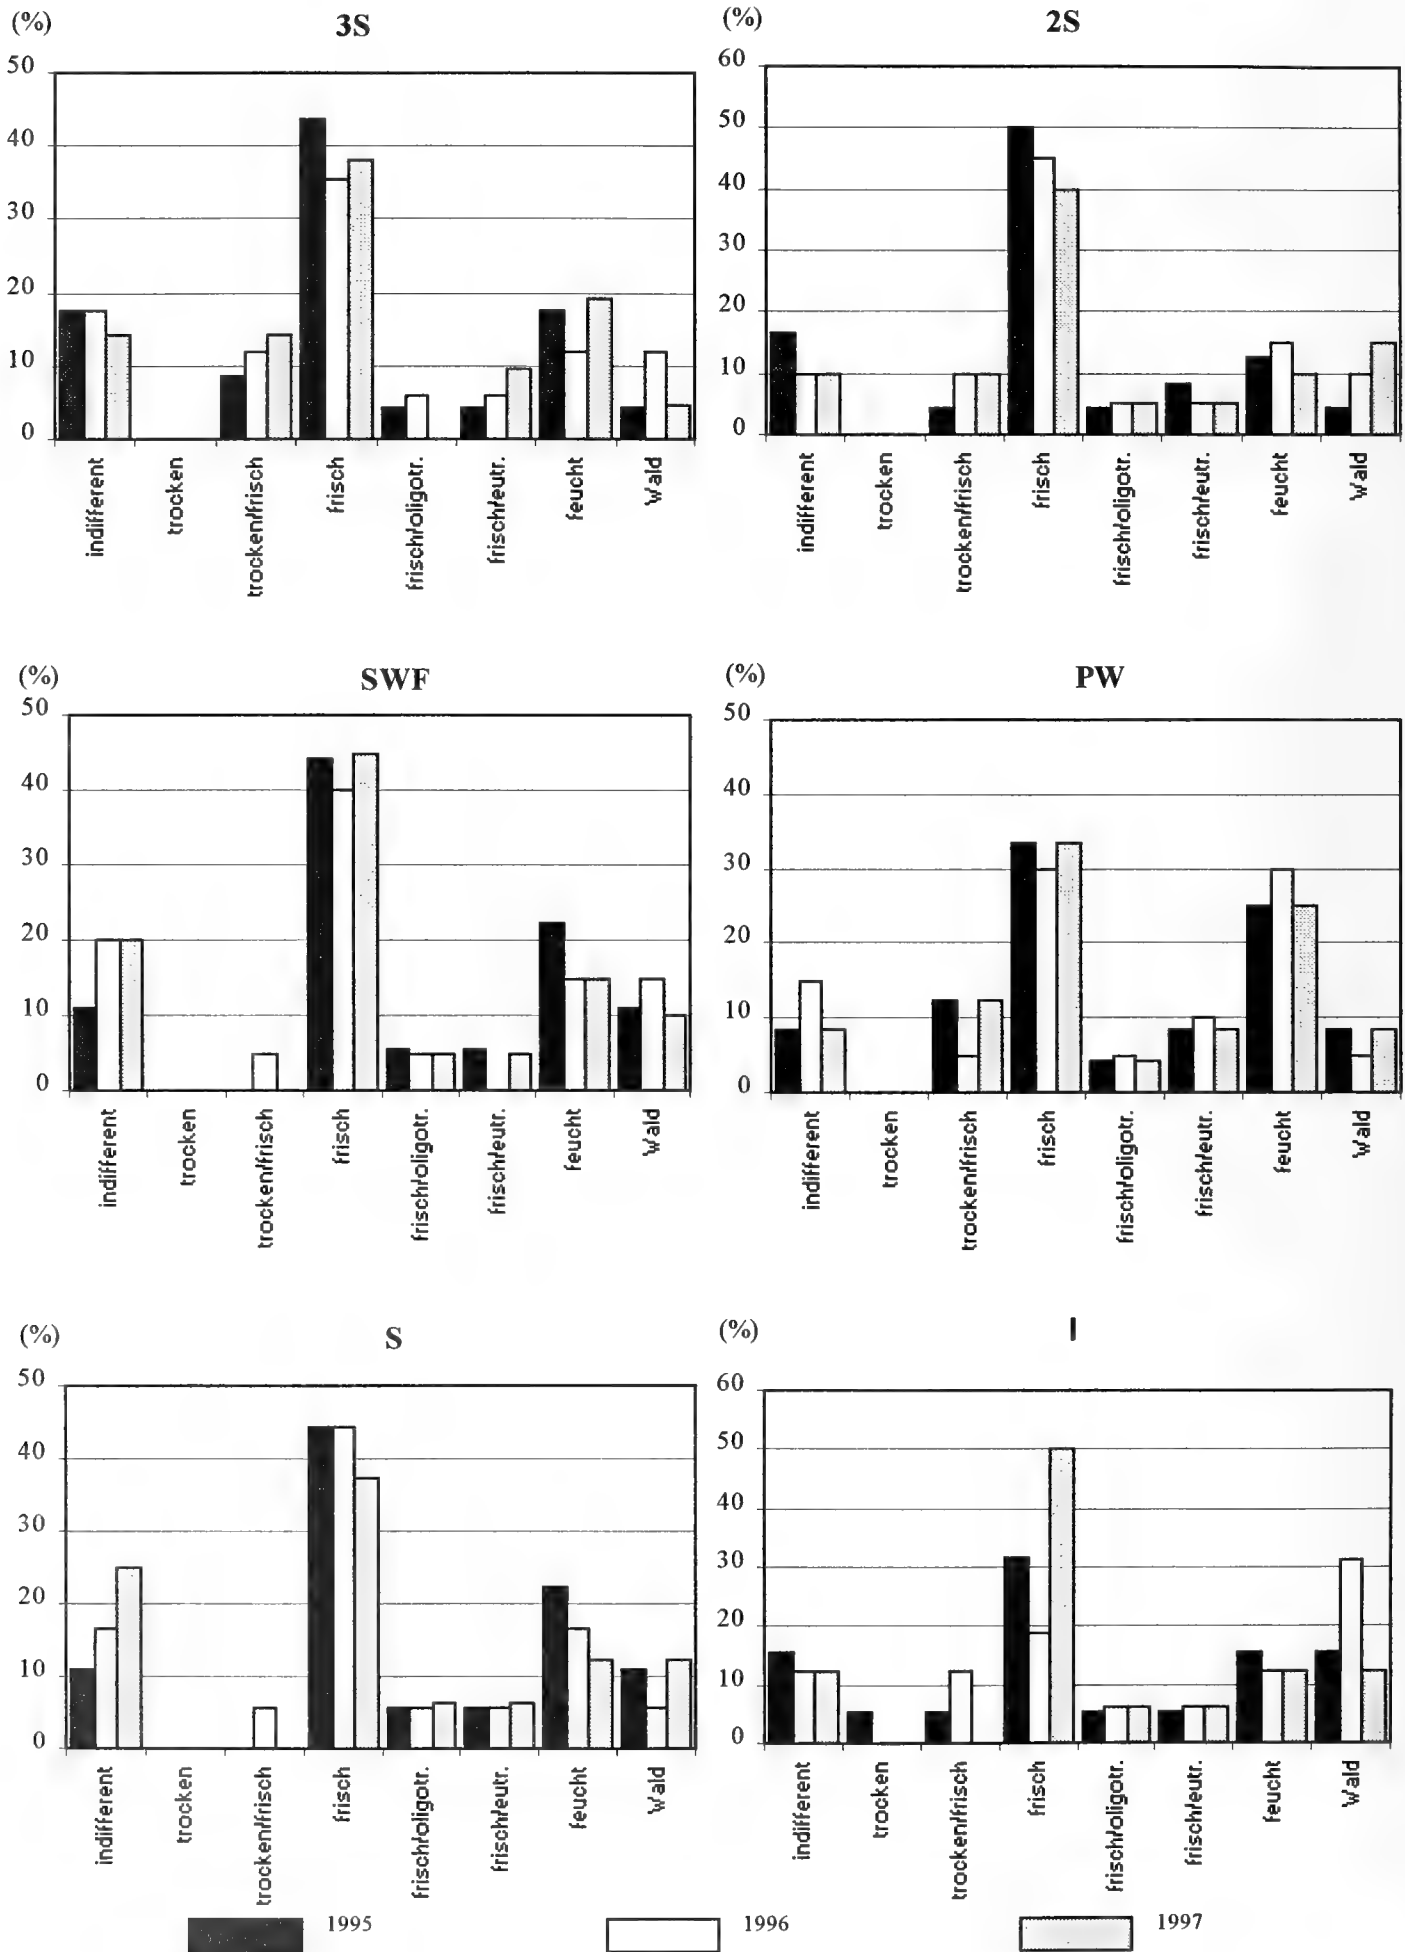 (%)
3S
50
40
30
20
10
0
indifferent
trocken
trocken/frisch
frisch
frisch/oligotr.
frisch/eutr.
feucht
Wald
(%)
2S
60
50
40
30
20
10
0
indifferent
trocken
trocken/frisch
frisch
frisch/oligotr.
frisch/eutr.
feucht
Wald
(%)
SWF
50
40
30
20
10
0
indifferent
trocken
trocken/frisch
frisch
frisch/oligotr.
frisch/eutr.
feucht
Wald
(%)
PW
50
40
30
20
10
0
indifferent
trocken
trocken/frisch
frisch
frisch/oligotr.
frisch/eutr.
feucht
Wald
(%)
S
50
40
30
20
10
0
indifferent
trocken
trocken/frisch
frisch
frisch/oligotr.
frisch/eutr.
feucht
Wald
(%)
I
60
50
40
30
20
10
0
indifferent
trocken
trocken/frisch
frisch
frisch/oligotr.
frisch/eutr.
feucht
Wald
1995
1996
1997